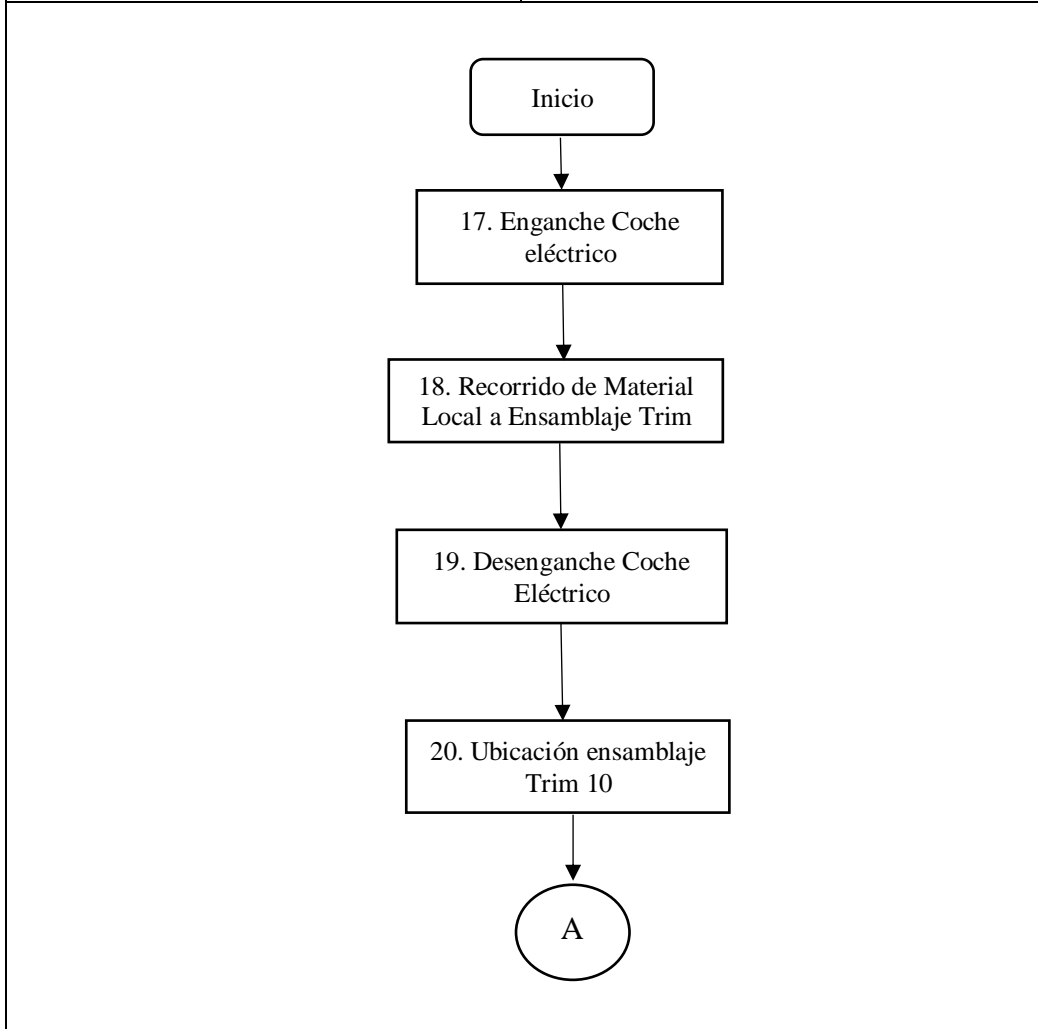 Inicio
17. Enganche Coche
eléctrico
18. Recorrido de Material
Local a Ensamblaje Trim
19. Desenganche Coche
Eléctrico
20. Ubicación ensamblaje
Trim 10
A